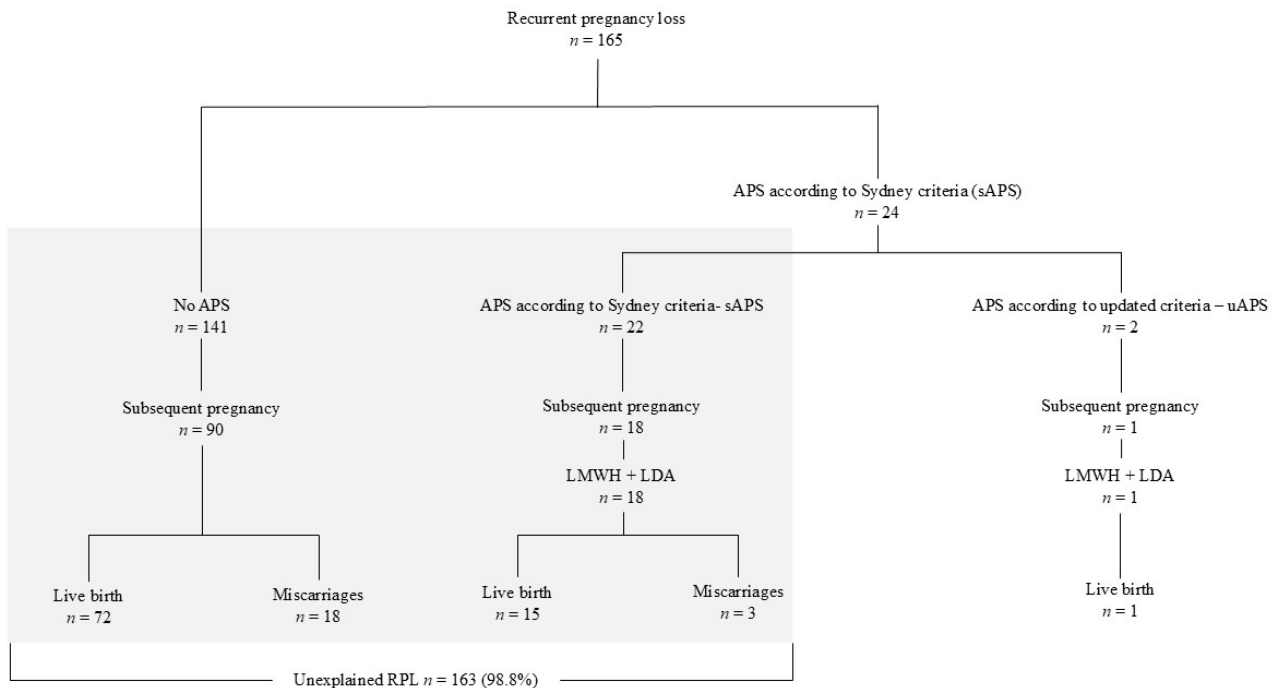 Recurrent pregnancy loss
n = 165
APS according to Sydney criteria (sAPS)
n = 24
No APS
n = 141
APS according to Sydney criteria- sAPS
n = 22
APS according to updated criteria – uAPS
n = 2
Subsequent pregnancy
n = 90
Subsequent pregnancy
n = 18
Subsequent pregnancy
n = 1
LMWH + LDA
n = 18
LMWH + LDA
n = 1
Live birth
n = 72
Miscarriages
n = 18
Live birth
n = 15
Miscarriages
n = 3
Live birth
n = 1
Unexplained RPL n = 163 (98.8%)